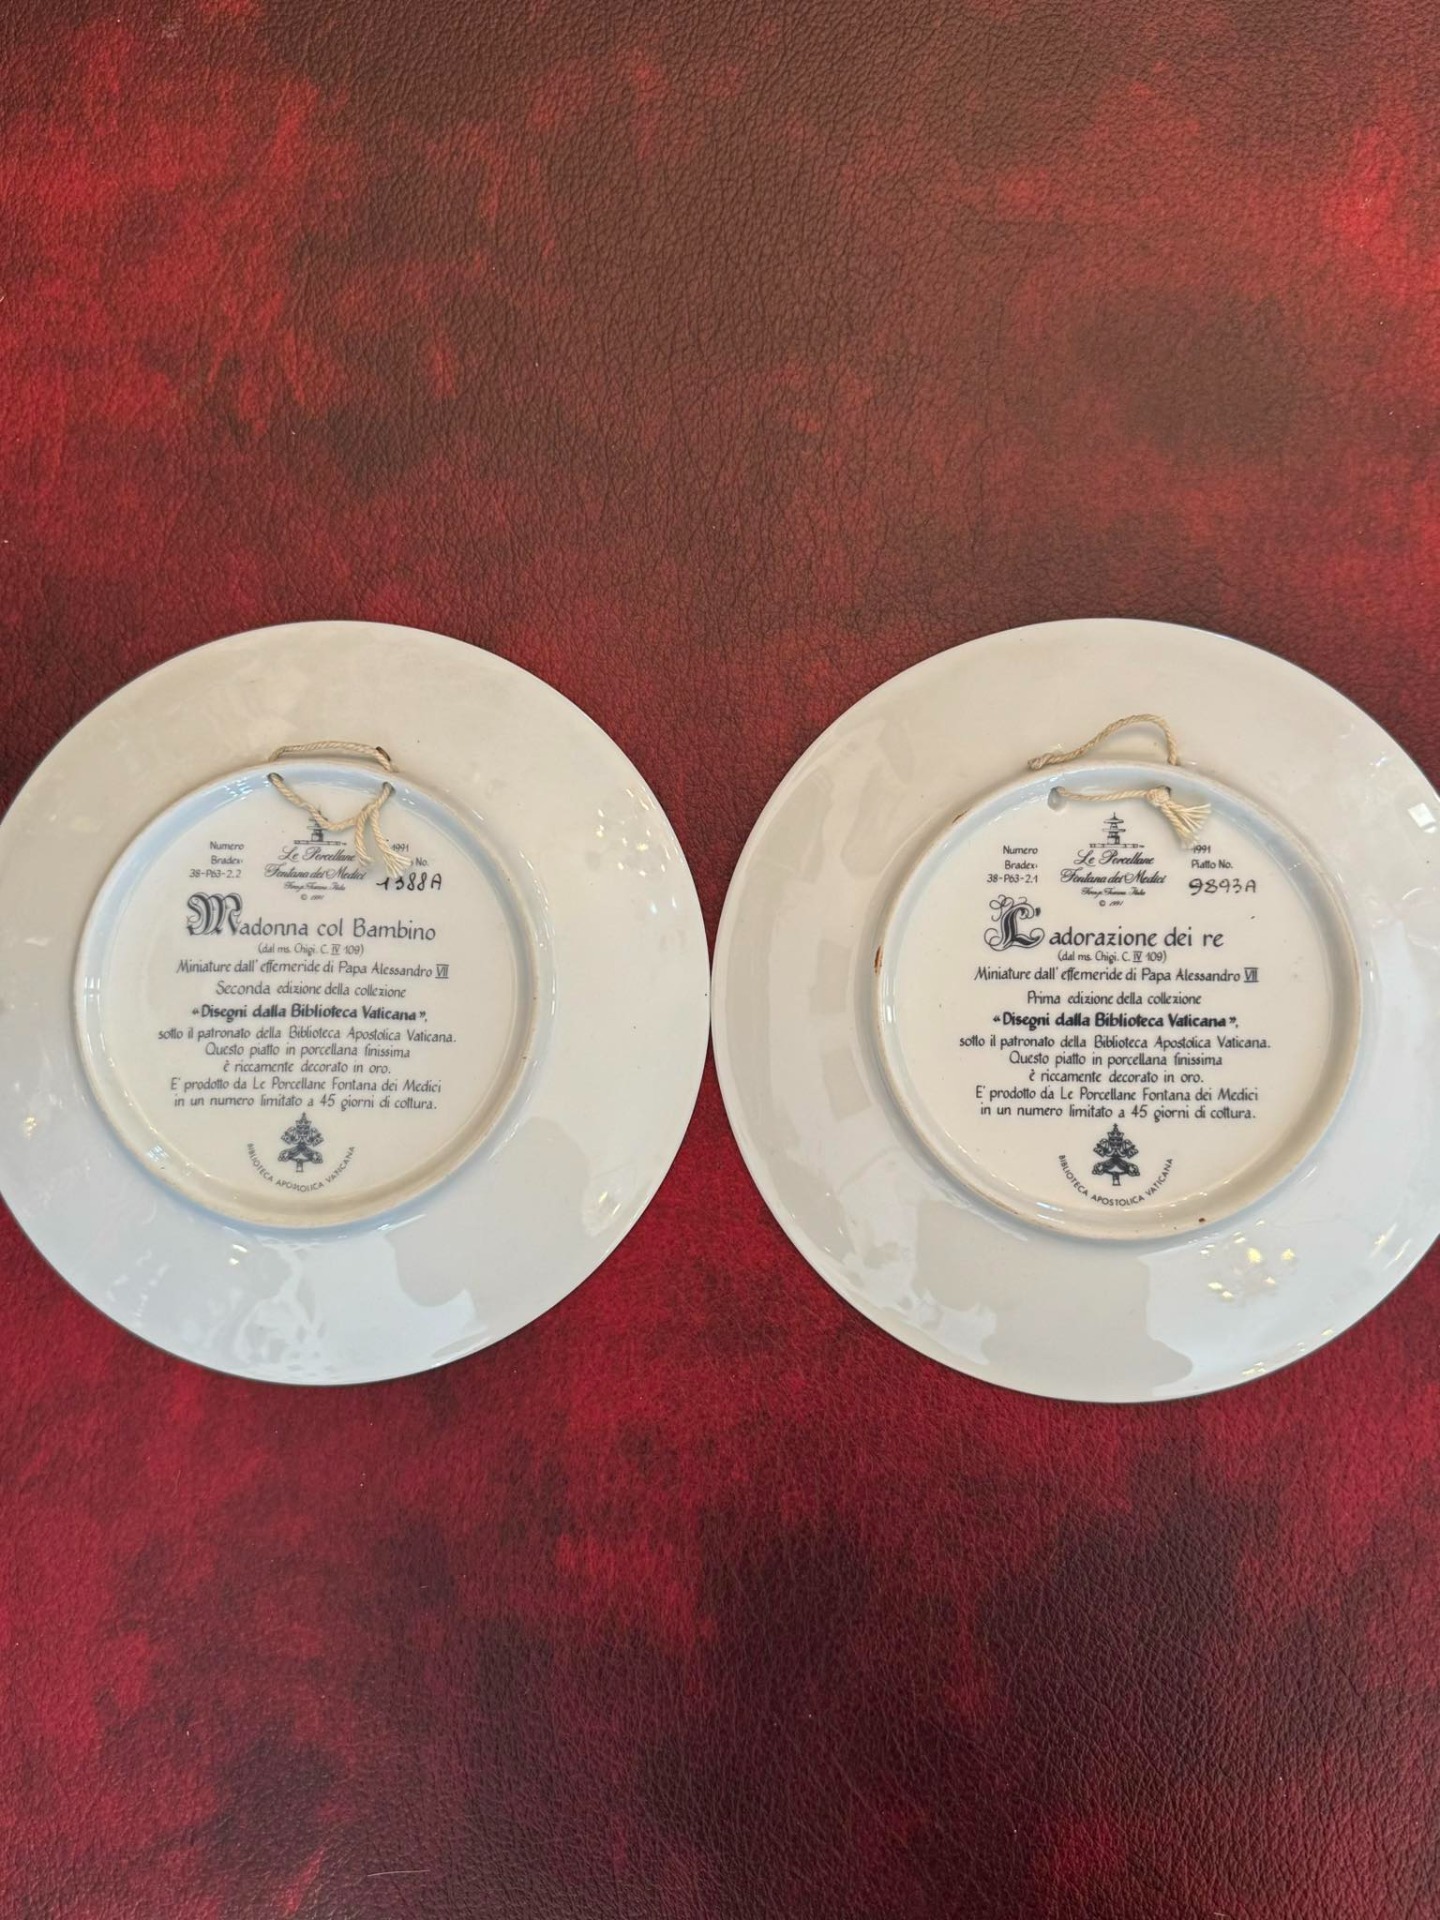 Numero
Bradex:
38-P63-2.2
Le Porcellane
Fontana dei Medici
© 1991
1991
No.
1388A
Madonna col Bambino
(dal ms. Chigi. C. IV 109)
Miniature dall' effemeride di Papa Alessandro VII
Seconda edizione della collezione
«Disegni dalla Biblioteca Vaticana»,
sotto il patronato della Biblioteca Apostolica Vaticana.
Questo piatto in porcellana finissima
è riccamente decorato in oro.
E' prodotto da Le Porcellane Fontana dei Medici
in un numero limitato a 45 giorni di cottura.
BIBLIOTECA APOSTOLICA VATICANA
Numero
Bradex:
38-P63-2.1
Le Porcellane
Fontana dei Medici
© 1991
1991
Piatto No.
9893A
L'adorazione dei re
(dal ms. Chigi. C. IV 109)
Miniature dall' effemeride di Papa Alessandro VII
Prima edizione della collezione
«Disegni dalla Biblioteca Vaticana»,
sotto il patronato della Biblioteca Apostolica Vaticana.
Questo piatto in porcellana finissima
è riccamente decorato in oro.
E' prodotto da Le Porcellane Fontana dei Medici
in un numero limitato a 45 giorni di cottura.
BIBLIOTECA APOSTOLICA VATICANA